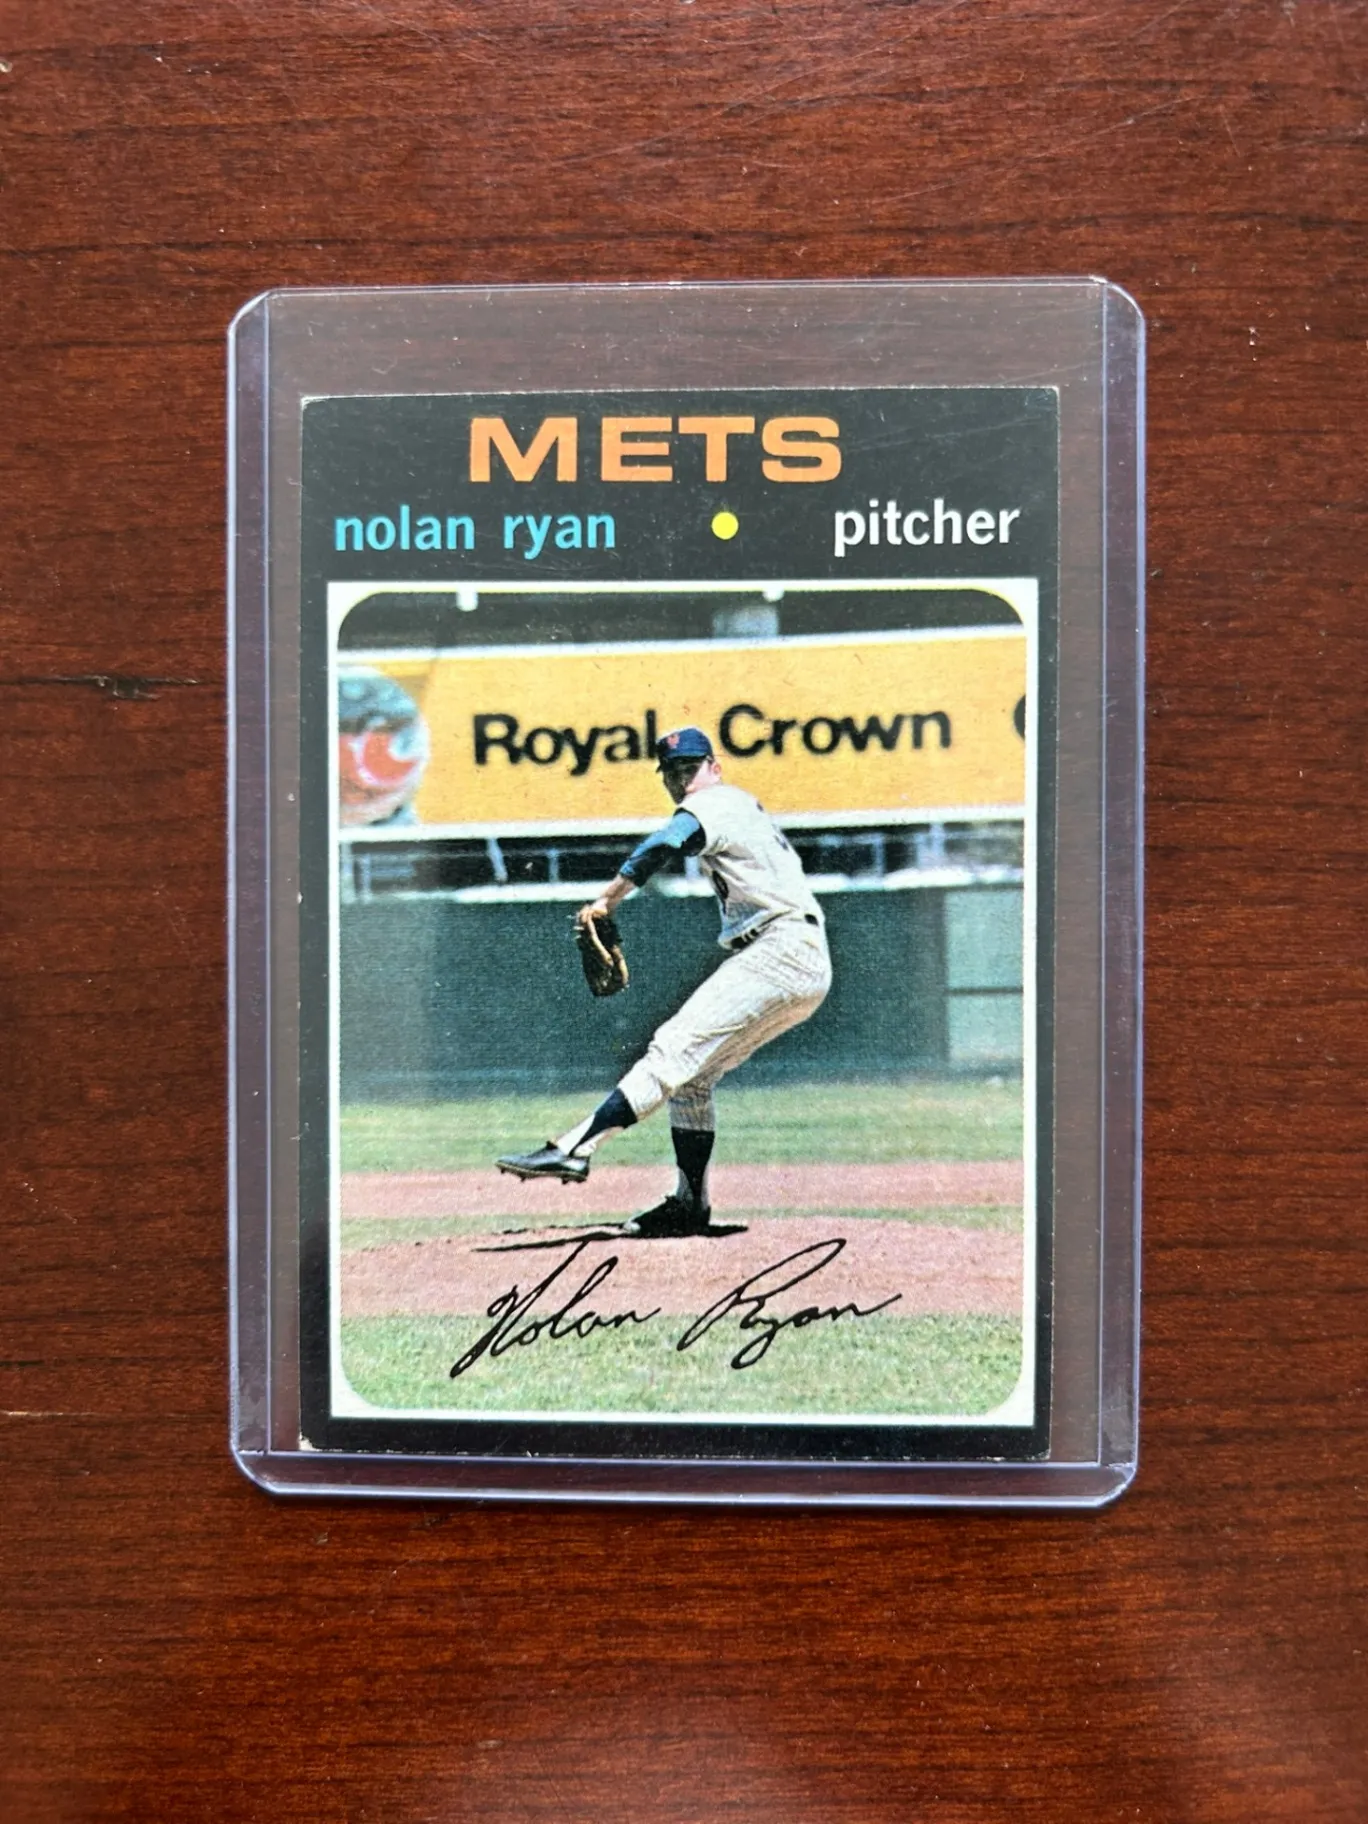 METS
nolan ryan • pitcher
Royal Crown
Nolan Ryan